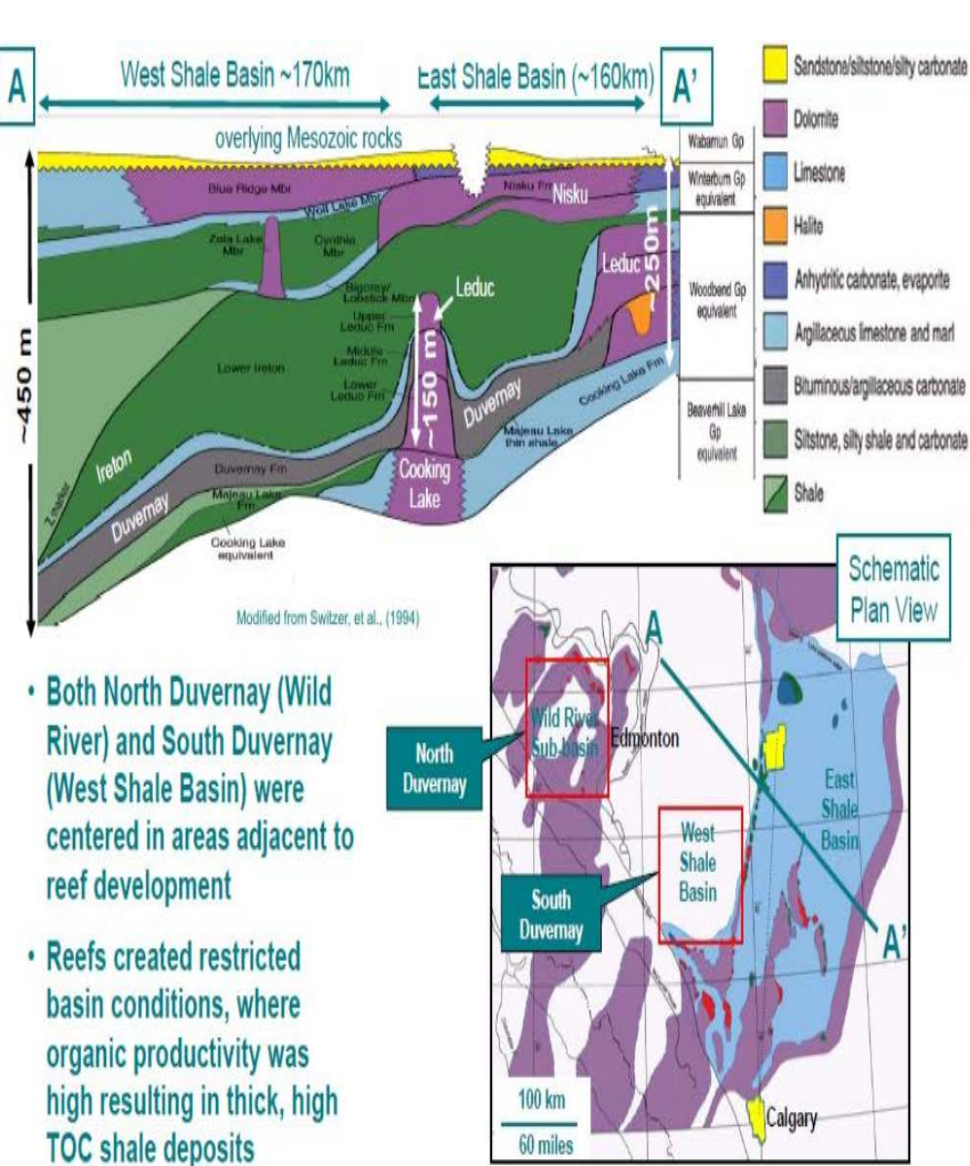 A
West Shale Basin ~170km
East Shale Basin (~160km)
A'
overlying Mesozoic rocks
Blue Ridge Mbr
Wolf Lake Mbr
Nisku Fm
Nisku
Zeta Lake
Mbr
Cynthia
Mbr
Bigoray/
Lobstick Mbr
Leduc
Upper
Leduc Fm
Middle
Leduc Fm
Lower
Leduc Fm
Lower Ireton
Leduc
~250m
~450 m
~150 m
Z marker
Ireton
Duvernay
Duvernay Fm
Majeau Lake
Fm
Cooking Lake
equivalent
Cooking
Lake
Duvernay
Majeau Lake
thin shale
Cooking Lake Fm
Modified from Switzer, et al., (1994)
Wabamun Gp
Winterburn Gp
equivalent
Woodbend Gp
equivalent
Beaverhill Lake
Gp
equivalent
Sandstone/siltstone/silty carbonate
Dolomite
Limestone
Halite
Anhydritic carbonate, evaporite
Argillaceous limestone and marl
Bituminous/argillaceous carbonate
Siltstone, silty shale and carbonate
Shale
Schematic
Plan View
A
Wild River
Sub-basin
Edmonton
North
Duvernay
East
Shale
Basin
West
Shale
Basin
South
Duvernay
A'
100 km
60 miles
Calgary
• Both North Duvernay (Wild
River) and South Duvernay
(West Shale Basin) were
centered in areas adjacent to
reef development
• Reefs created restricted
basin conditions, where
organic productivity was
high resulting in thick, high
TOC shale deposits